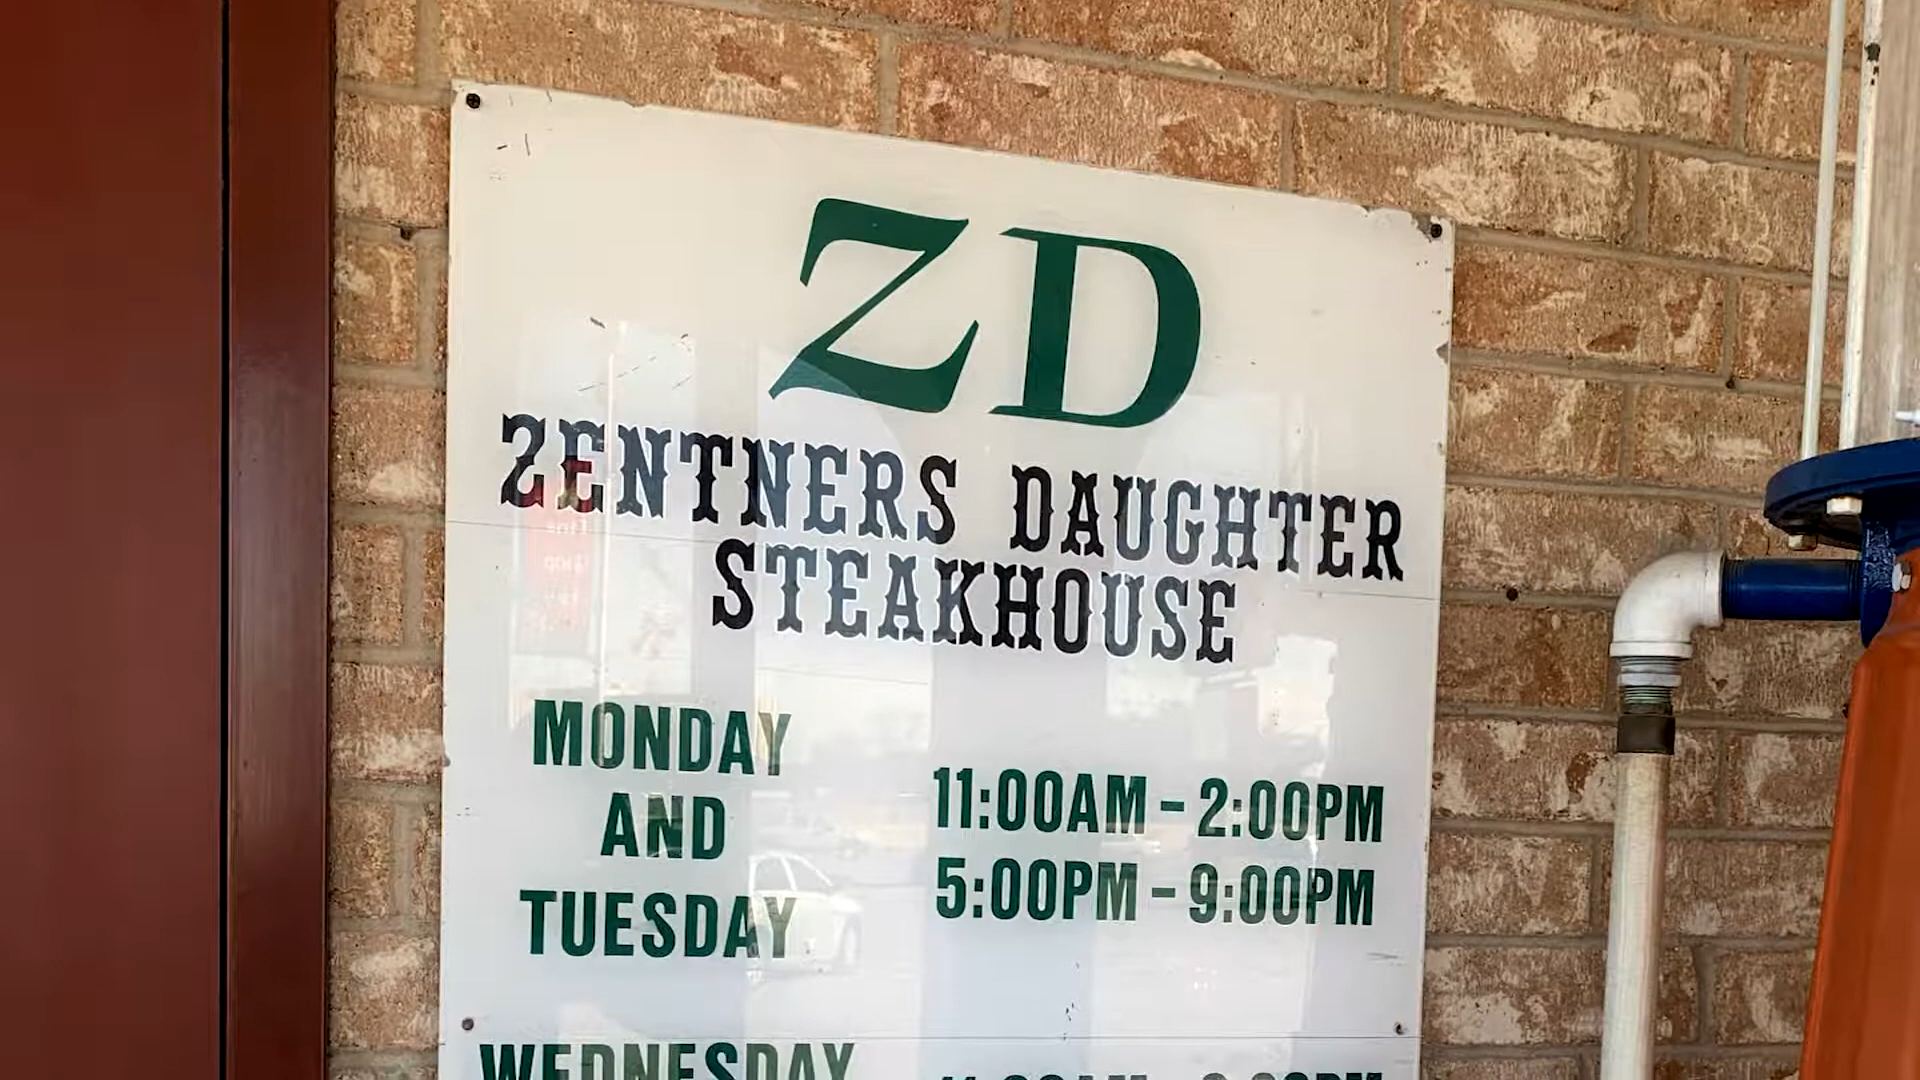 ZD
ZENTNERS DAUGHTER
STEAKHOUSE
MONDAY
AND
TUESDAY
11:00AM - 2:00PM
5:00PM - 9:00PM
WEDNESDAY